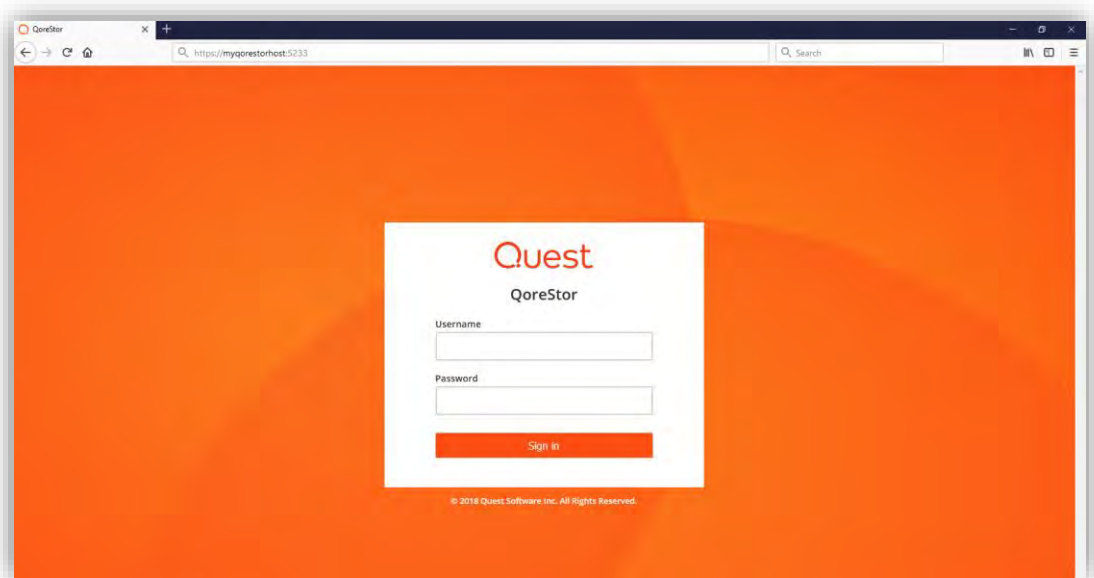 QoreStor
https://myqorestorhost:5233
Search
Quest
QoreStor
Username
Password
Sign in
© 2018 Quest Software Inc. All Rights Reserved.